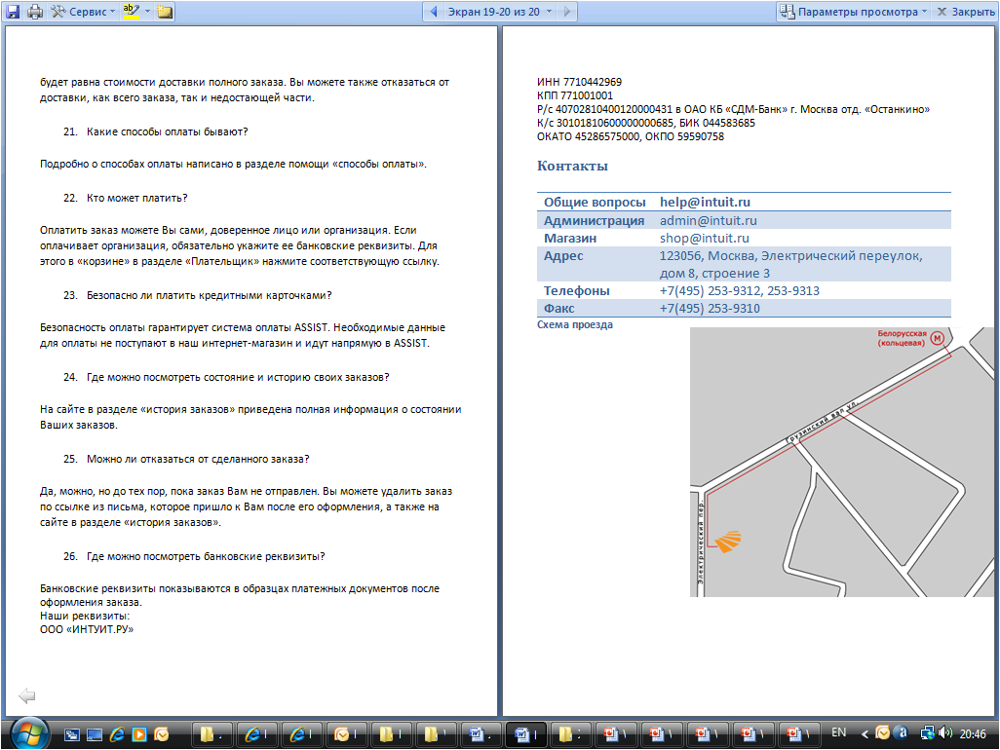 Сервис
Экран 19-20 из 20
Параметры просмотра
Закрыть
будет равна стоимости доставки полного заказа. Вы можете также отказаться от
доставки, как всего заказа, так и недостающей части.
21. Какие способы оплаты бывают?
Подробно о способах оплаты написано в разделе помощи «способы оплаты».
22. Кто может платить?
Оплатить заказ можете Вы сами, доверенное лицо или организация. Если
оплачивает организация, обязательно укажите ее банковские реквизиты. Для
этого в «корзине» в разделе «Плательщик» нажмите соответствующую ссылку.
23. Безопасно ли платить кредитными карточками?
Безопасность оплаты гарантирует система оплаты ASSIST. Необходимые данные
для оплаты не поступают в наш интернет-магазин и идут напрямую в ASSIST.
24. Где можно посмотреть состояние и историю своих заказов?
На сайте в разделе «история заказов» приведена полная информация о состоянии
Ваших заказов.
25. Можно ли отказаться от сделанного заказа?
Да, можно, но до тех пор, пока заказ Вам не отправлен. Вы можете удалить заказ
по ссылке из письма, которое пришло к Вам после его оформления, а также на
сайте в разделе «история заказов».
26. Где можно посмотреть банковские реквизиты?
Банковские реквизиты показываются в образцах платежных документов после
оформления заказа.
Наши реквизиты:
ООО «ИНТУИТ.РУ»
ИНН 7710442969
КПП 771001001
Р/с 40702810400120000431 в ОАО КБ «СДМ-Банк» г. Москва отд. «Останкино»
К/с 30101810600000000685, БИК 044583685
ОКАТО 45286575000, ОКПО 59590758
Контакты
Общие вопросы help@intuit.ru
Администрация admin@intuit.ru
Магазин shop@intuit.ru
Адрес 123056, Москва, Электрический переулок,
дом 8, строение 3
Телефоны +7(495) 253-9312, 253-9313
Факс +7(495) 253-9310
Схема проезда
Белорусская
(кольцевая)
М
Грузинский вал ул.
Электрический пер.
EN
20:46